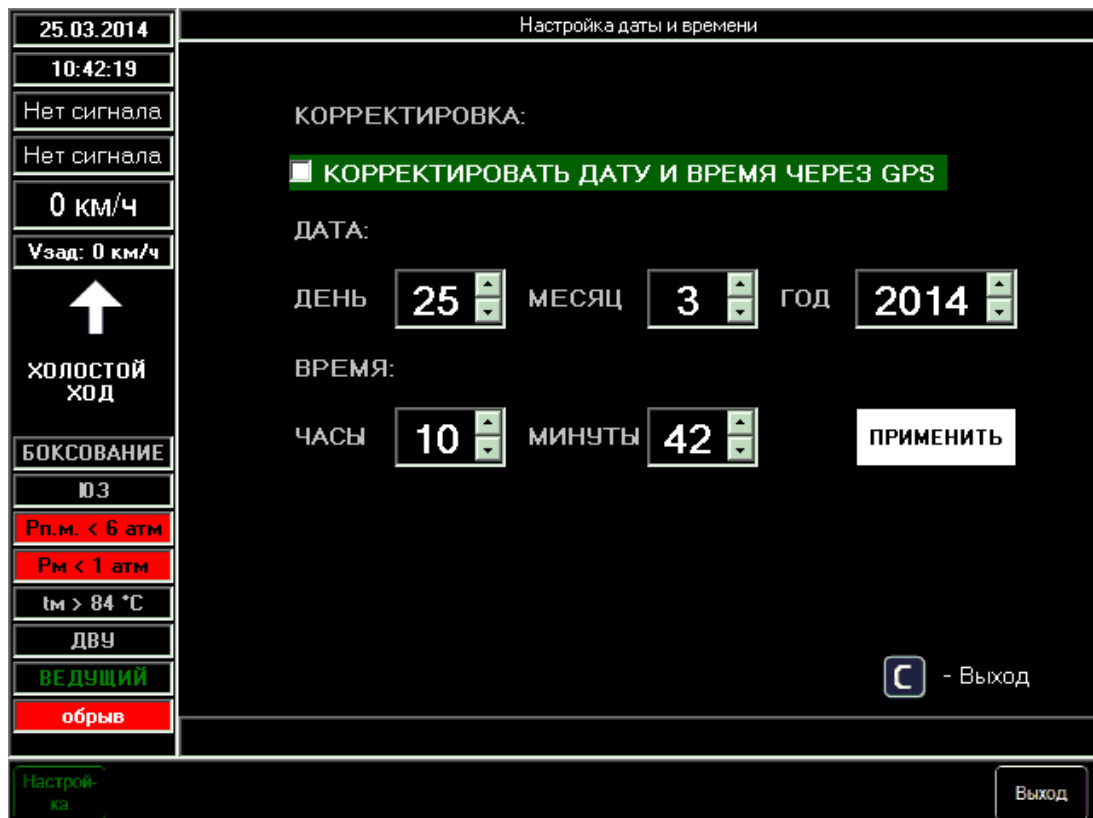 25.03.2014
Настройка даты и времени
10:42:19
Нет сигнала
Нет сигнала
0 км/ч
Vзад: 0 км/ч
ХОЛОСТОЙ
ХОД
БОКСОВАНИЕ
ЮЗ
Рп.м. < 6 атм
Рм < 1 атм
tм > 84 °C
ДВУ
ВЕДУЩИЙ
обрыв
КОРРЕКТИРОВКА:
КОРРЕКТИРОВАТЬ ДАТУ И ВРЕМЯ ЧЕРЕЗ GPS
ДАТА:
ДЕНЬ 25 МЕСЯЦ 3 ГОД 2014
ВРЕМЯ:
ЧАСЫ 10 МИНУТЫ 42 ПРИМЕНИТЬ
C - Выход
Настрой-
ка
Выход